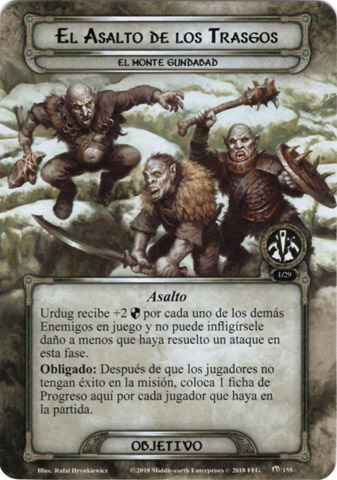 El Asalto de los Trasgos
El Monte Gundabad
1/29
Asalto
Urdug recibe +2 por cada uno de los demás
Enemigos en juego y no puede infligírsele
daño a menos que haya resuelto un ataque en
esta fase.
Obligado: Después de que los jugadores no
tengan éxito en la misión, coloca 1 ficha de
Progreso aquí por cada jugador que haya en
la partida.
Objetivo
Illus. Rafał Hrynkiewicz © 2018 Middle-earth Enterprises © 2018 FFG 158